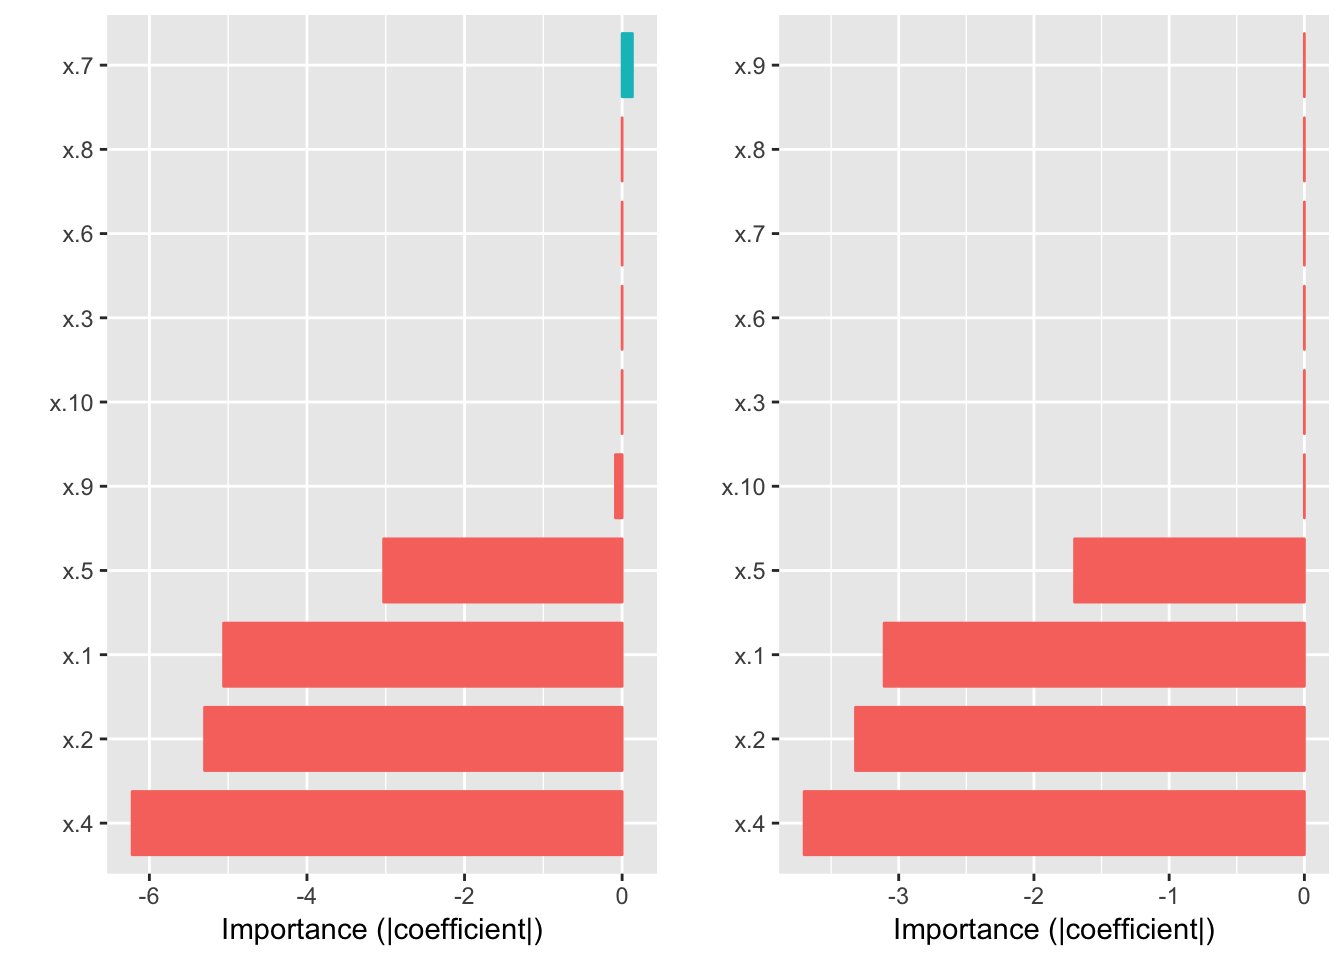 x.7
x.8
x.6
x.3
x.10
x.9
x.5
x.1
x.2
x.4
-6 -4 -2 0
Importance (|coefficient|)
x.9
x.8
x.7
x.6
x.3
x.10
x.5
x.1
x.2
x.4
-3 -2 -1 0
Importance (|coefficient|)